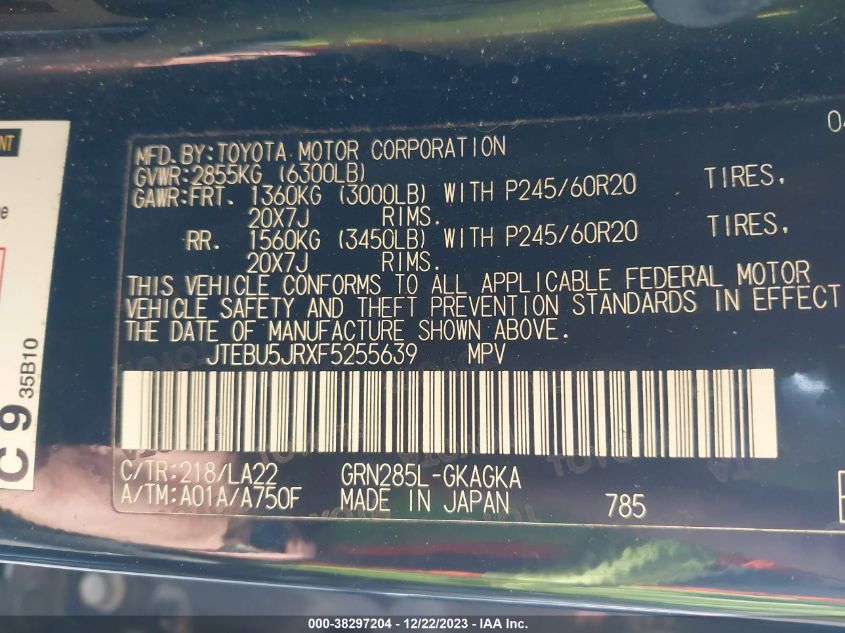 04
MFD. BY: TOYOTA MOTOR CORPORATION
GVWR: 2855KG (6300LB)
GAWR: FRT. 1360KG (3000LB) WITH P245/60R20 TIRES,
20X7J RIMS.
RR. 1560KG (3450LB) WITH P245/60R20 TIRES,
20X7J RIMS.
THIS VEHICLE CONFORMS TO ALL APPLICABLE FEDERAL MOTOR
VEHICLE SAFETY AND THEFT PREVENTION STANDARDS IN EFFECT
THE DATE OF MANUFACTURE SHOWN ABOVE.
JTEBU5JRXF5255639 MPV
C/TR: 218/LA22 GRN285L-GKAGKA
A/TM: A01A/A750F MADE IN JAPAN 785
C 9
35B10
000-38297204 - 12/22/2023 - IAA Inc.